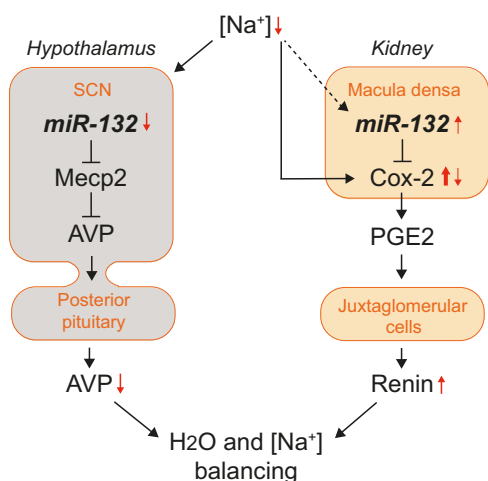 [Na⁺]
Hypothalamus
Kidney
SCN
miR-132
Mecp2
AVP
Posterior
pituitary
AVP
Macula densa
miR-132
Cox-2
PGE2
Juxtaglomerular
cells
Renin
H2O and [Na⁺]
balancing